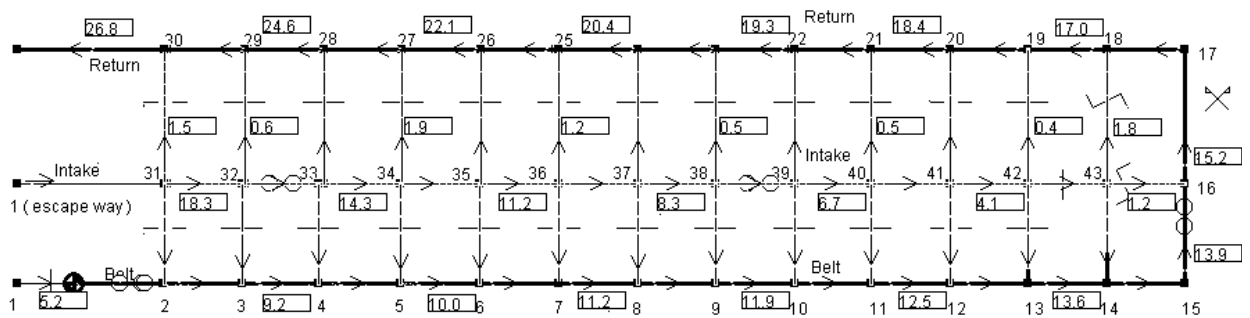 26.8 24.6 22.1 20.4 19.3 Return 18.4 17.0
30 29 28 27 26 25 22 21 20 19 18 17
Return
1.5 0.6 1.9 1.2 0.5 0.5 0.4 1.8
Intake Intake 15.2
31 32 33 34 35 36 37 38 39 40 41 42 43 16
1 ( escape way) 18.3 14.3 11.2 8.3 6.7 4.1 1.2
13.9
Belt Belt
1 5.2 2 3 9.2 4 5 10.0 6 7 11.2 8 9 11.9 10 11 12.5 12 13 13.6 14 15